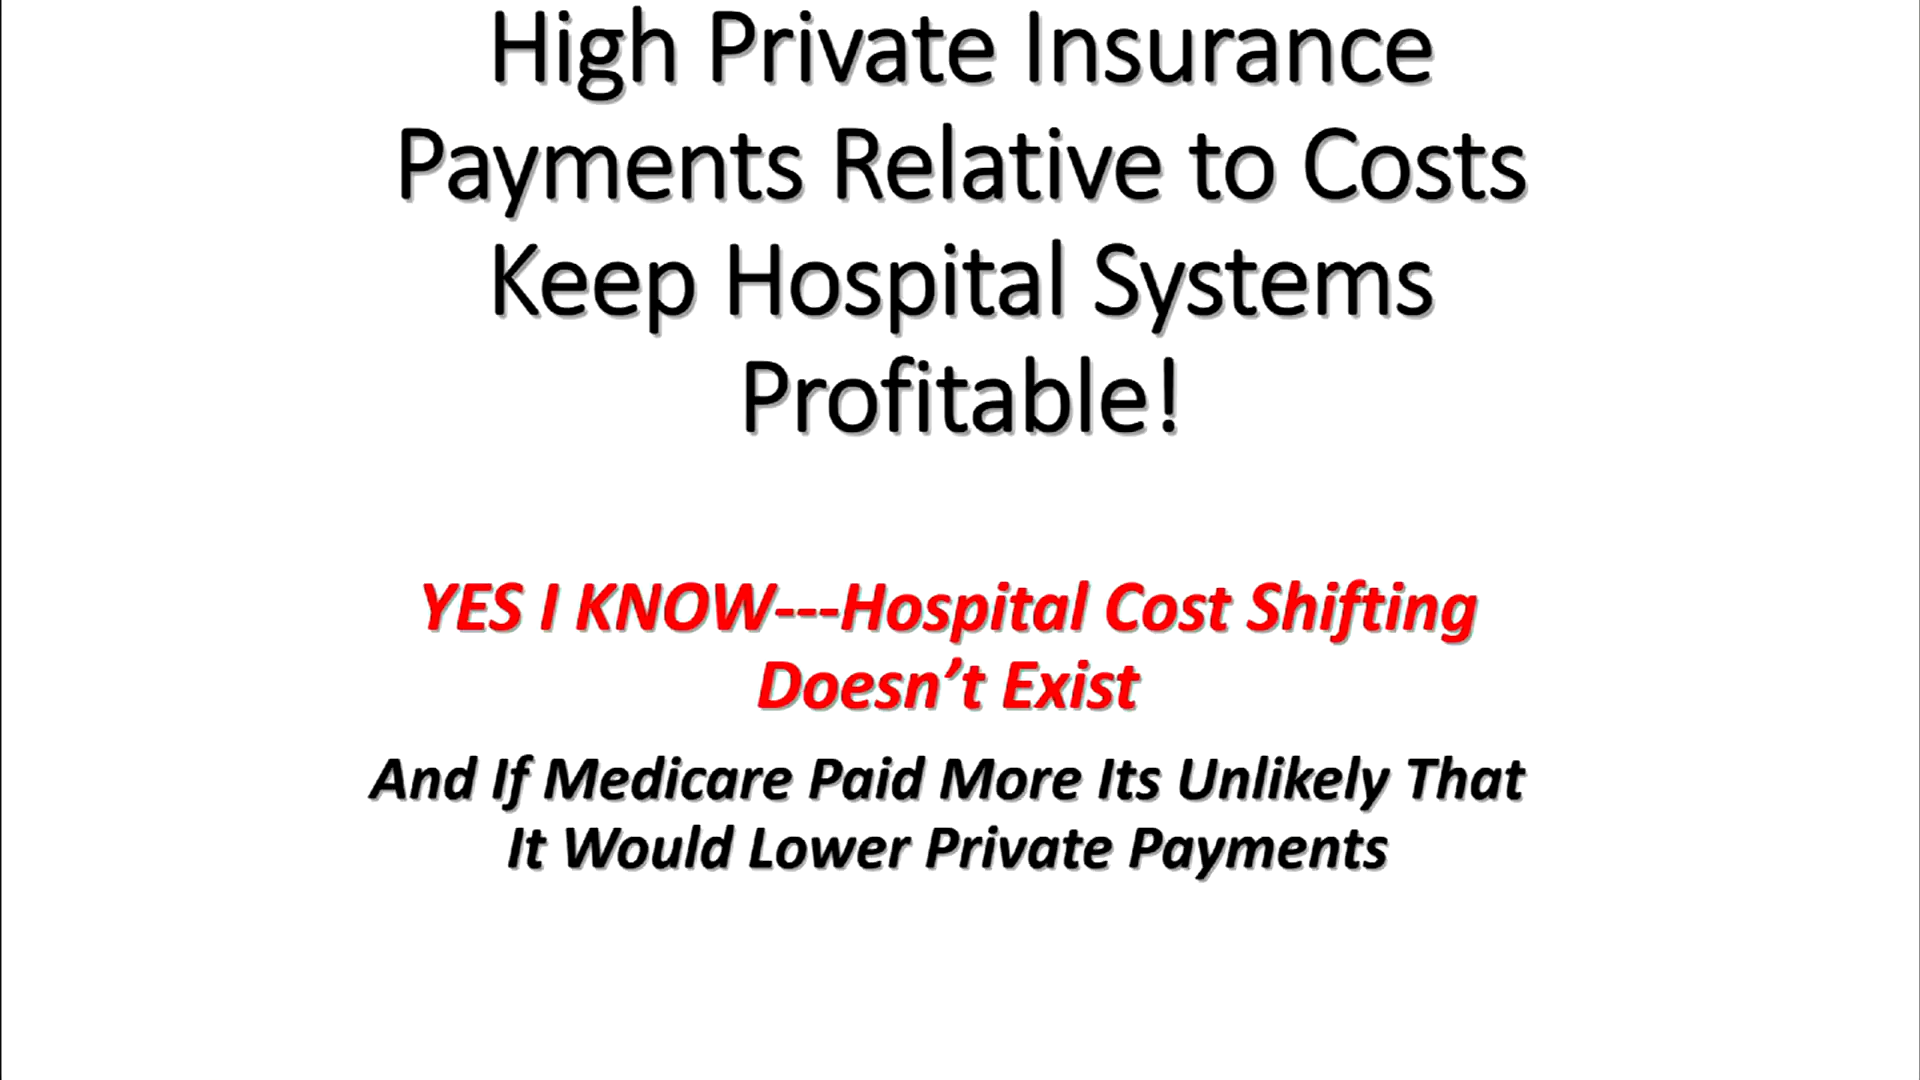 High Private Insurance
Payments Relative to Costs
Keep Hospital Systems
Profitable!
YES I KNOW---Hospital Cost Shifting
Doesn’t Exist
And If Medicare Paid More Its Unlikely That
It Would Lower Private Payments